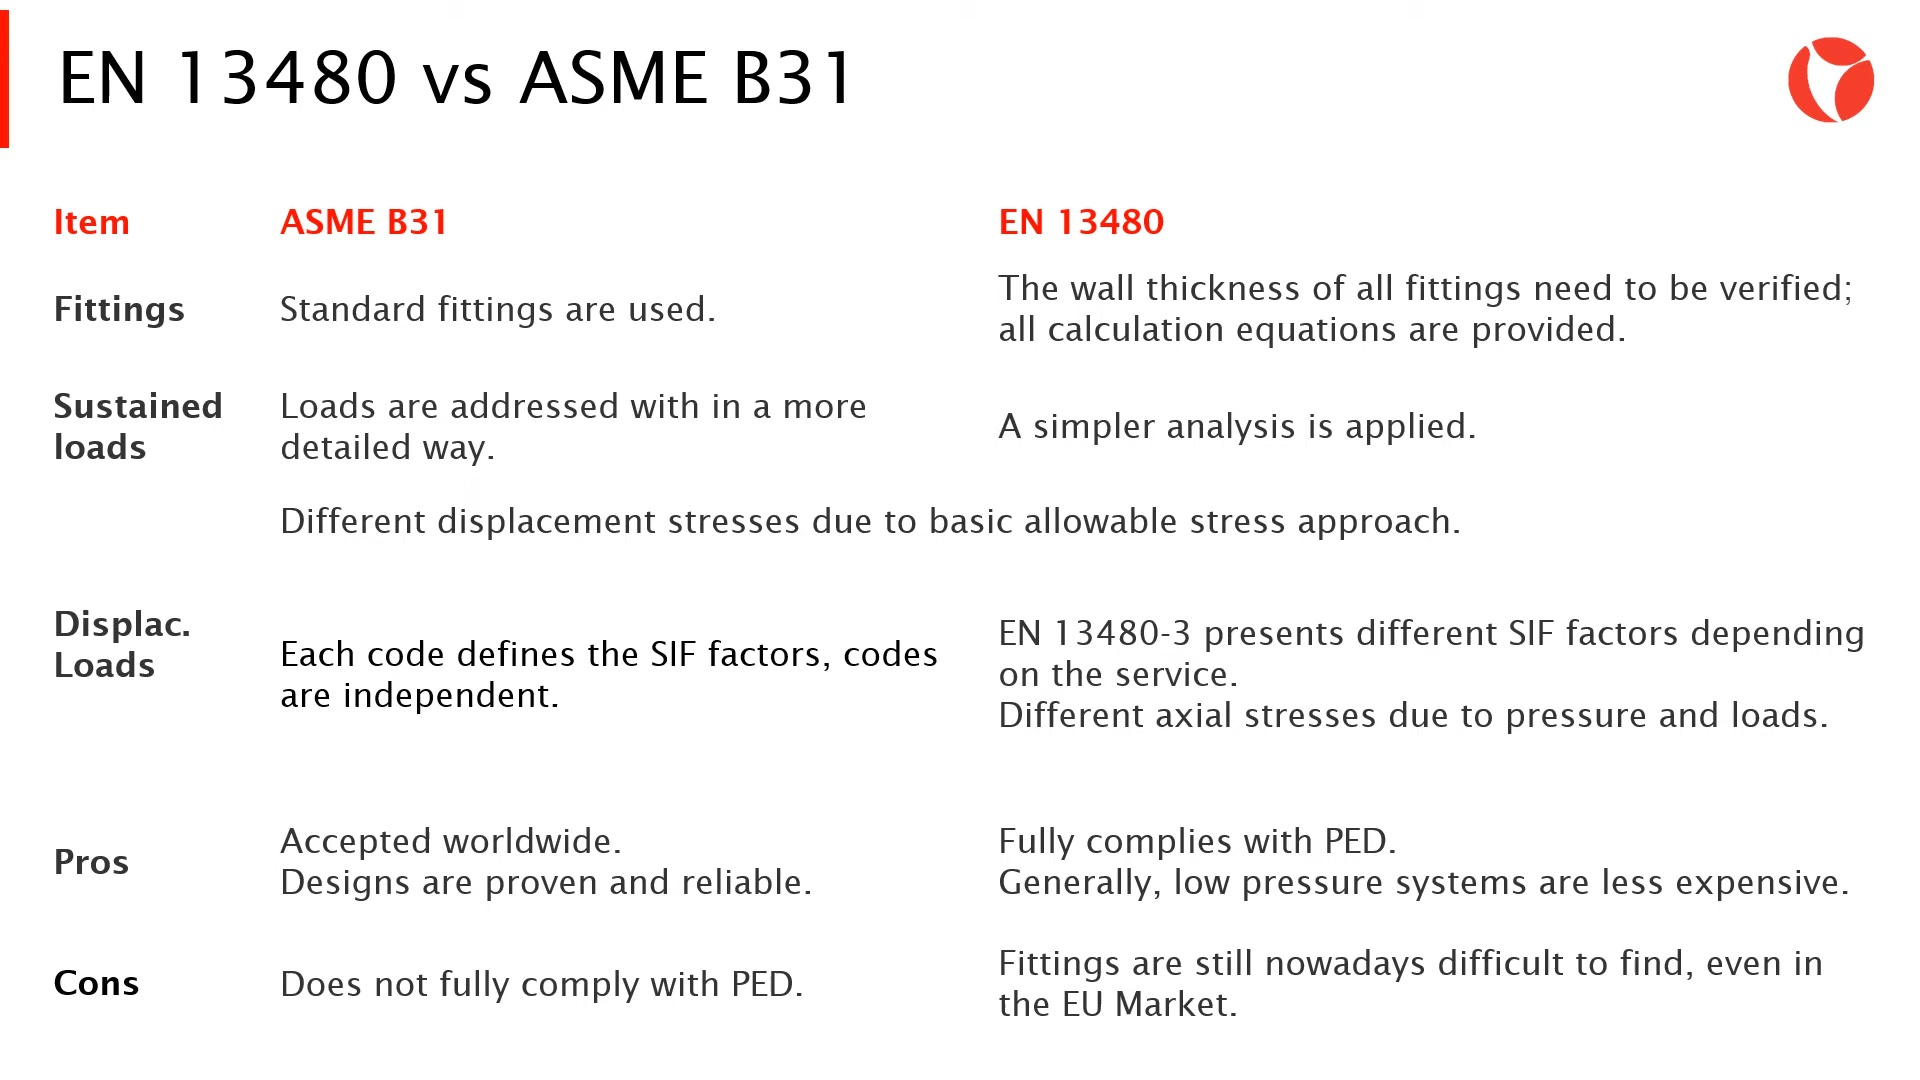 EN 13480 vs ASME B31
Item
ASME B31
EN 13480
Fittings
Standard fittings are used.
The wall thickness of all fittings need to be verified;
all calculation equations are provided.
Sustained
loads
Loads are addressed with in a more
detailed way.
A simpler analysis is applied.
Different displacement stresses due to basic allowable stress approach.
Displac.
Loads
Each code defines the SIF factors, codes
are independent.
EN 13480-3 presents different SIF factors depending
on the service.
Different axial stresses due to pressure and loads.
Pros
Accepted worldwide.
Designs are proven and reliable.
Fully complies with PED.
Generally, low pressure systems are less expensive.
Cons
Does not fully comply with PED.
Fittings are still nowadays difficult to find, even in
the EU Market.